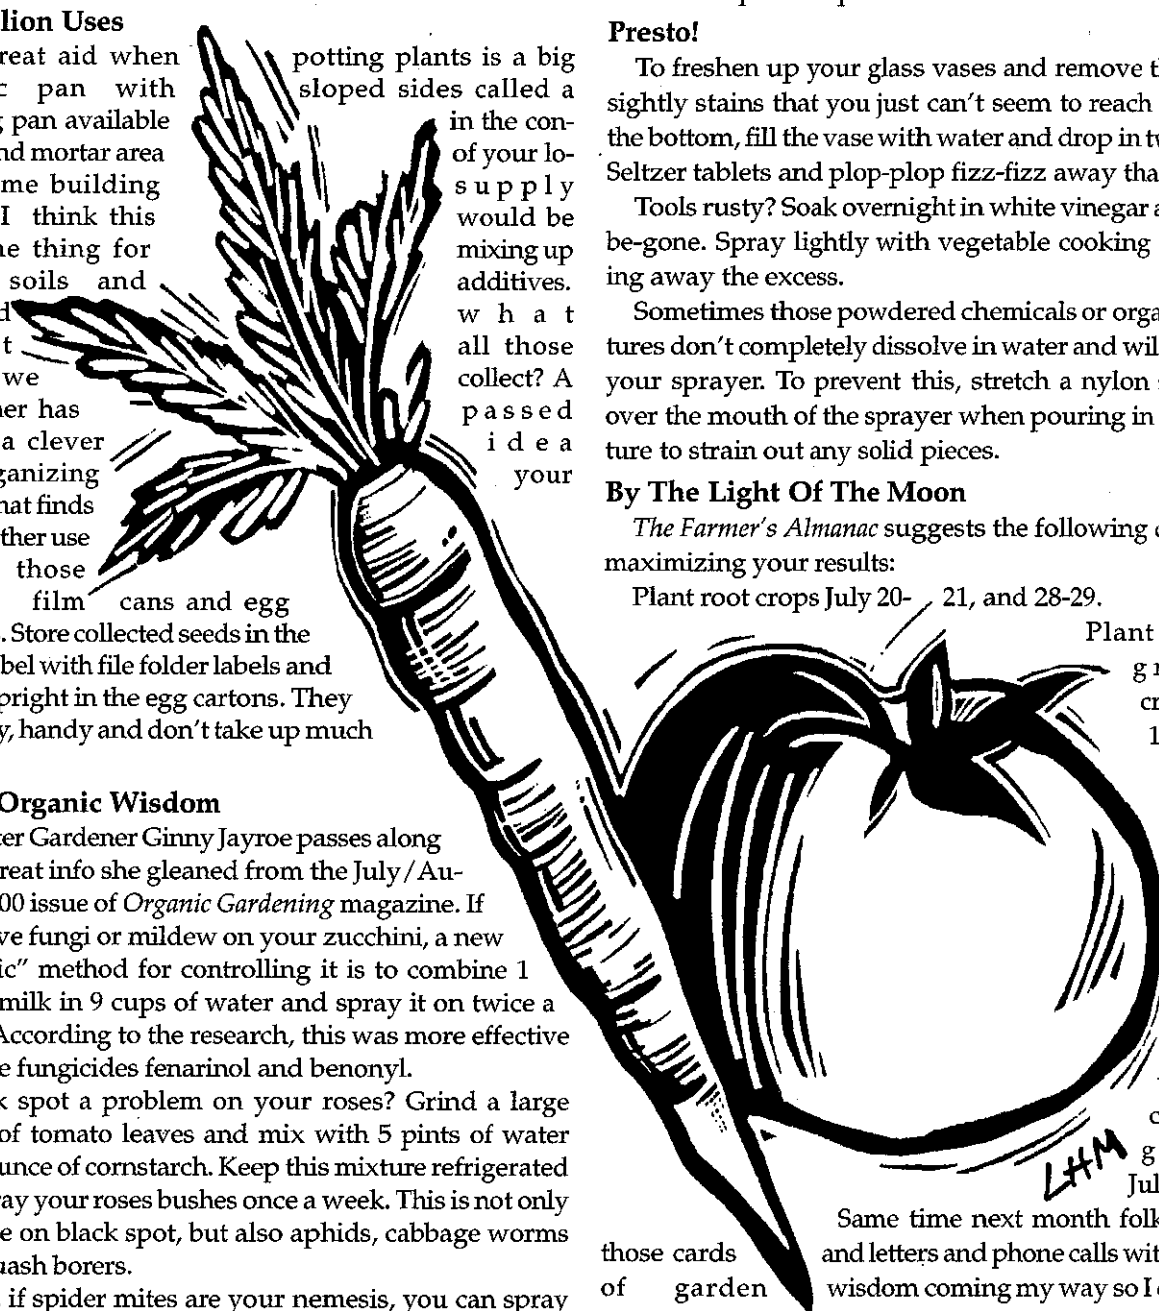 lion Uses
reat aid when potting plants is a big
c pan with sloped sides called a
g pan available in the con-
nd mortar area of your lo-
me building supply
I think this would be
ne thing for mixing up
soils and additives.
d what
t all those
we collect? A
her has passed
a clever idea
ganizing your
hat finds
ther use
those
film cans and egg
. Store collected seeds in the
bel with file folder labels and
pright in the egg cartons. They
y, handy and don't take up much
Organic Wisdom
ter Gardener Ginny Jayroe passes along
reat info she gleaned from the July/Au-
00 issue of Organic Gardening magazine. If
ve fungi or mildew on your zucchini, a new
ic" method for controlling it is to combine 1
milk in 9 cups of water and spray it on twice a
According to the research, this was more effective
e fungicides fenarinol and benonyl.
k spot a problem on your roses? Grind a large
of tomato leaves and mix with 5 pints of water
unce of cornstarch. Keep this mixture refrigerated
ray your roses bushes once a week. This is not only
e on black spot, but also aphids, cabbage worms
uash borers.
if spider mites are your nemesis, you can spray
Presto!
To freshen up your glass vases and remove th
sightly stains that you just can't seem to reach
the bottom, fill the vase with water and drop in tw
Seltzer tablets and plop-plop fizz-fizz away tha
Tools rusty? Soak overnight in white vinegar a
be-gone. Spray lightly with vegetable cooking
ing away the excess.
Sometimes those powdered chemicals or orga
tures don't completely dissolve in water and wil
your sprayer. To prevent this, stretch a nylon s
over the mouth of the sprayer when pouring in
ture to strain out any solid pieces.
By The Light Of The Moon
The Farmer's Almanac suggests the following
maximizing your results:
Plant root crops July 20-21, and 28-29.
Plant
gr
cr
1
c
g
Jul
LHM
Same time next month folk
those cards and letters and phone calls wit
of garden wisdom coming my way so I